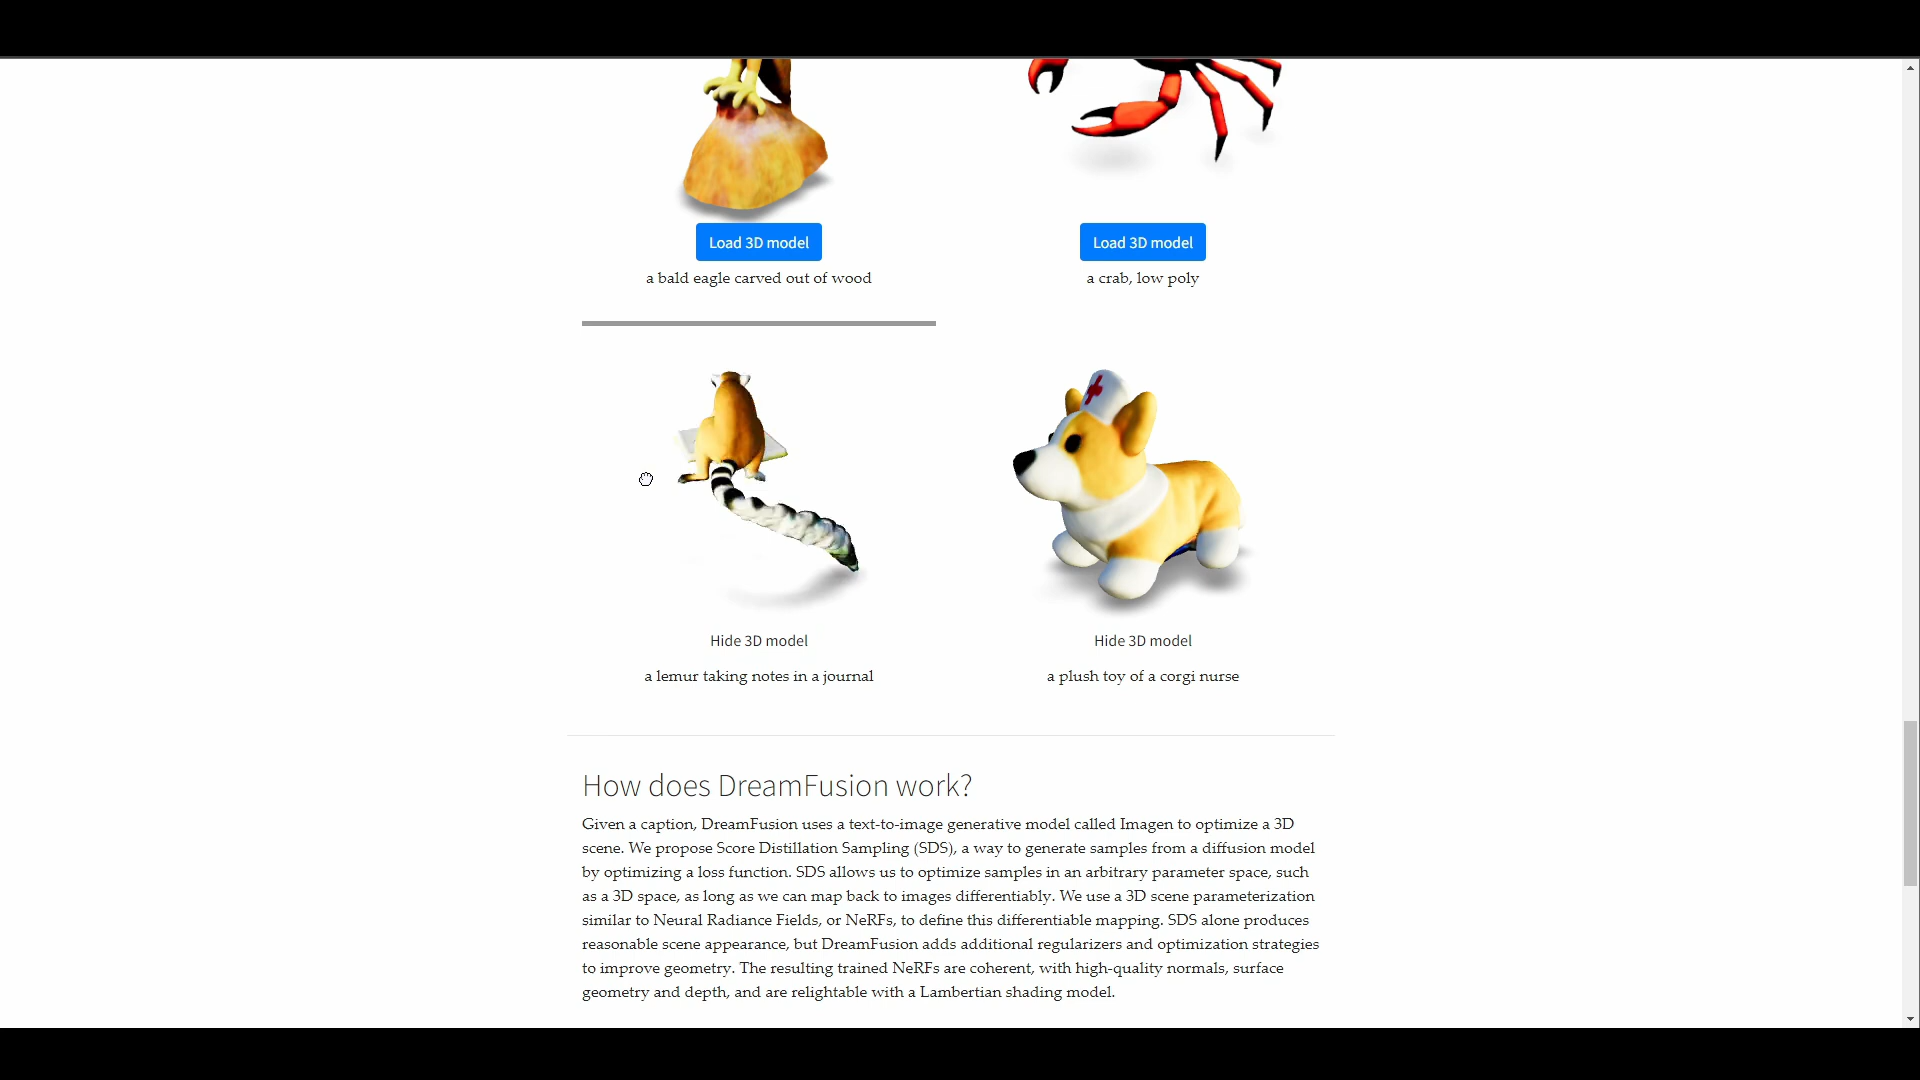 Load 3D model
Load 3D model
a bald eagle carved out of wood
a crab, low poly
Hide 3D model
Hide 3D model
a lemur taking notes in a journal
a plush toy of a corgi nurse
How does DreamFusion work?
Given a caption, DreamFusion uses a text-to-image generative model called Imagen to optimize a 3D
scene. We propose Score Distillation Sampling (SDS), a way to generate samples from a diffusion model
by optimizing a loss function. SDS allows us to optimize samples in an arbitrary parameter space, such
as a 3D space, as long as we can map back to images differentiably. We use a 3D scene parameterization
similar to Neural Radiance Fields, or NeRFs, to define this differentiable mapping. SDS alone produces
reasonable scene appearance, but DreamFusion adds additional regularizers and optimization strategies
to improve geometry. The resulting trained NeRFs are coherent, with high-quality normals, surface
geometry and depth, and are relightable with a Lambertian shading model.